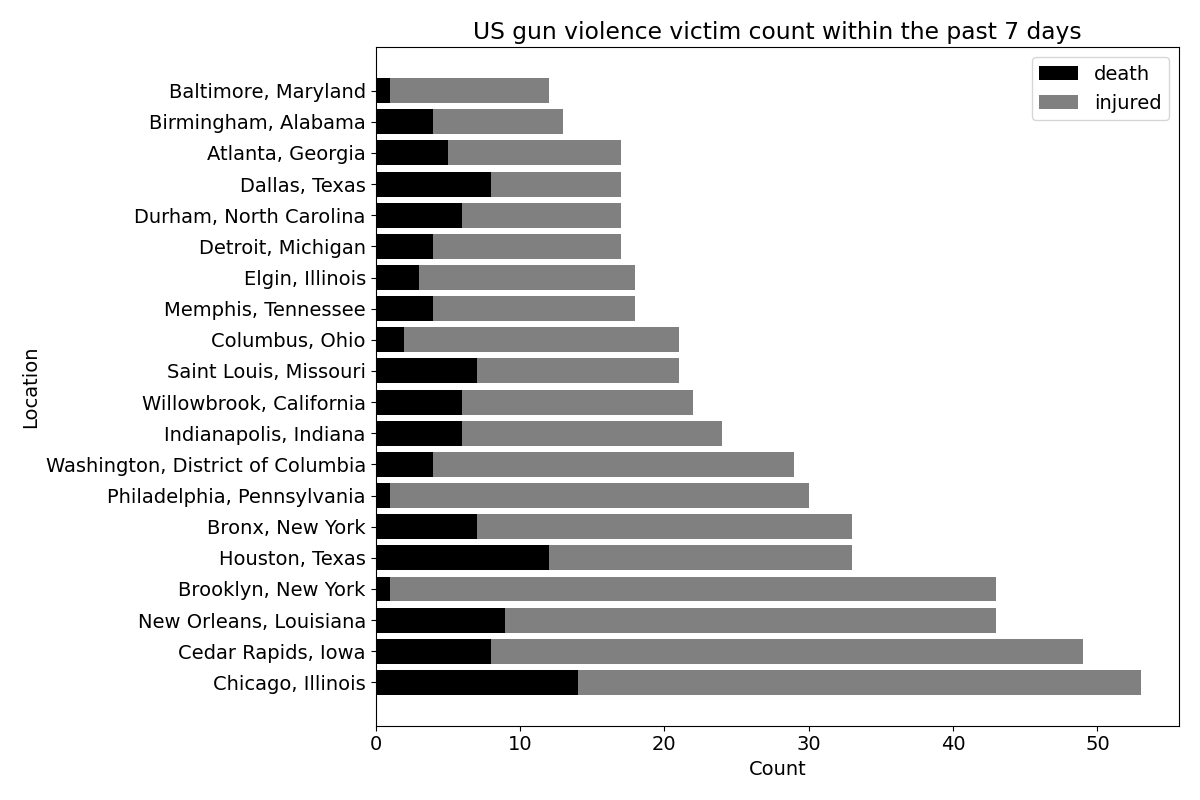 US gun violence victim count within the past 7 days
death
injured
Baltimore, Maryland
Birmingham, Alabama
Atlanta, Georgia
Dallas, Texas
Durham, North Carolina
Detroit, Michigan
Elgin, Illinois
Memphis, Tennessee
Columbus, Ohio
Saint Louis, Missouri
Willowbrook, California
Indianapolis, Indiana
Washington, District of Columbia
Philadelphia, Pennsylvania
Bronx, New York
Houston, Texas
Brooklyn, New York
New Orleans, Louisiana
Cedar Rapids, Iowa
Chicago, Illinois
Location
0 10 20 30 40 50
Count